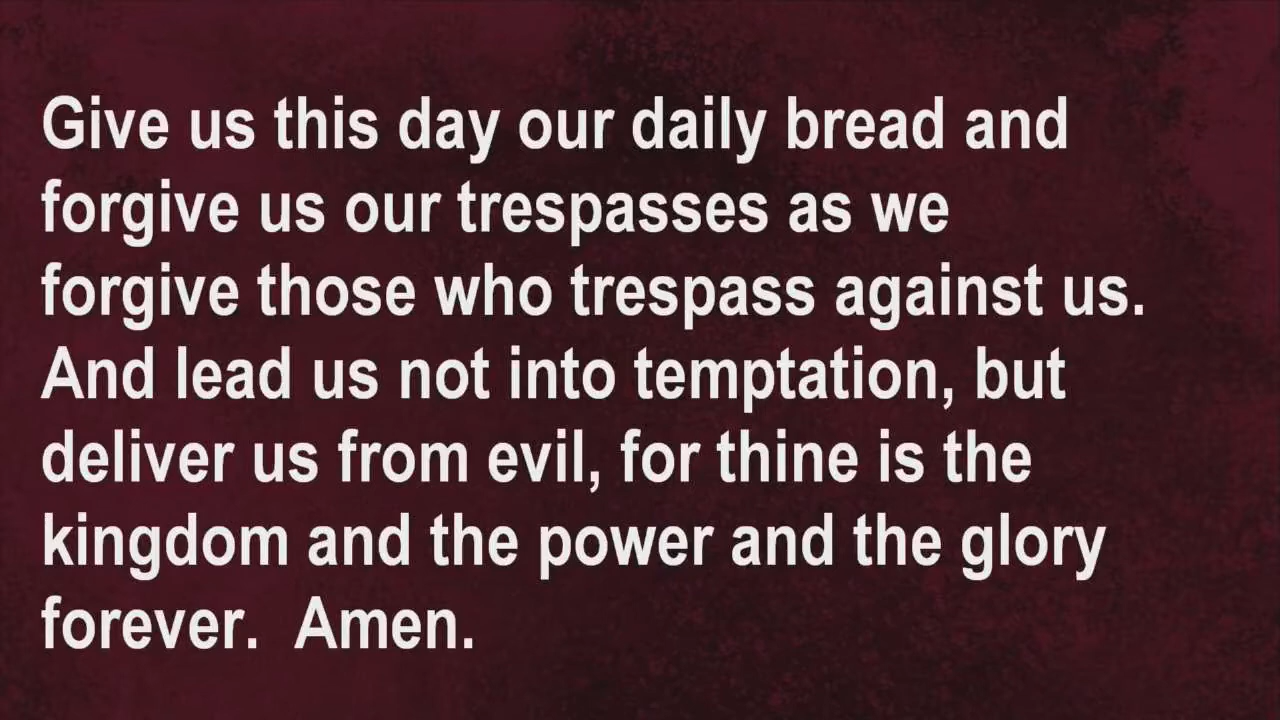 Give us this day our daily bread and
forgive us our trespasses as we
forgive those who trespass against us.
And lead us not into temptation, but
deliver us from evil, for thine is the
kingdom and the power and the glory
forever.  Amen.